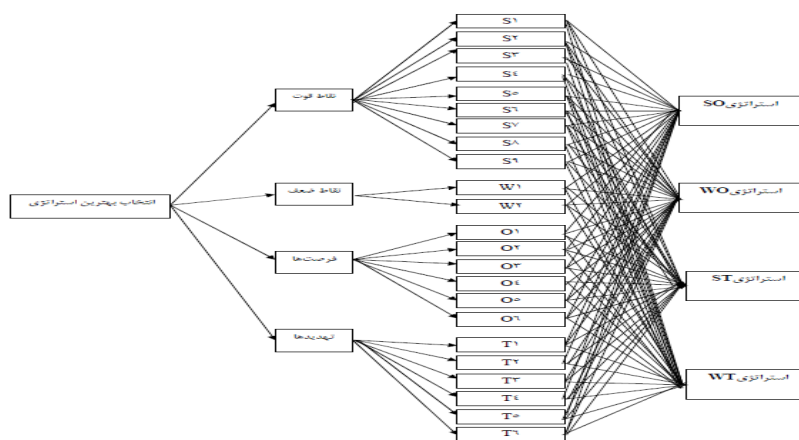 انتخاب بهترین استراتژی
نقاط قوت
نقاط ضعف
فرصت‌ها
تهدیدها
S۱
S۲
S۳
S۴
S۵
S۶
S۷
S۸
S۹
W۱
W۲
O۱
O۲
O۳
O۴
O۵
O۶
T۱
T۲
T۳
T۴
T۵
T۶
استراتژی SO
استراتژی WO
استراتژی ST
استراتژی WT